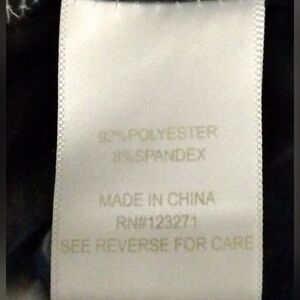 92%POLYESTER
8%SPANDEX
MADE IN CHINA
RN#123271
SEE REVERSE FOR CARE